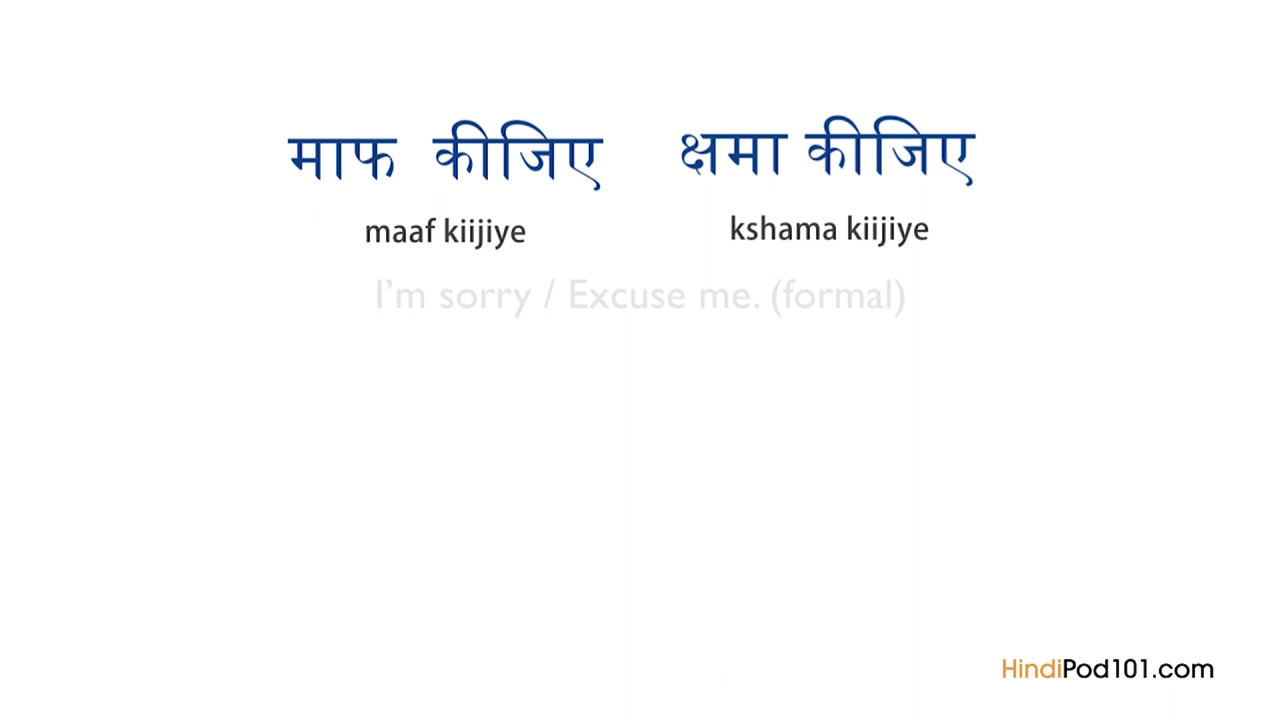 माफ कीजिए क्षमा कीजिए
maaf kiijiye kshama kiijiye
I'm sorry / Excuse me. (formal)
HindiPod101.com